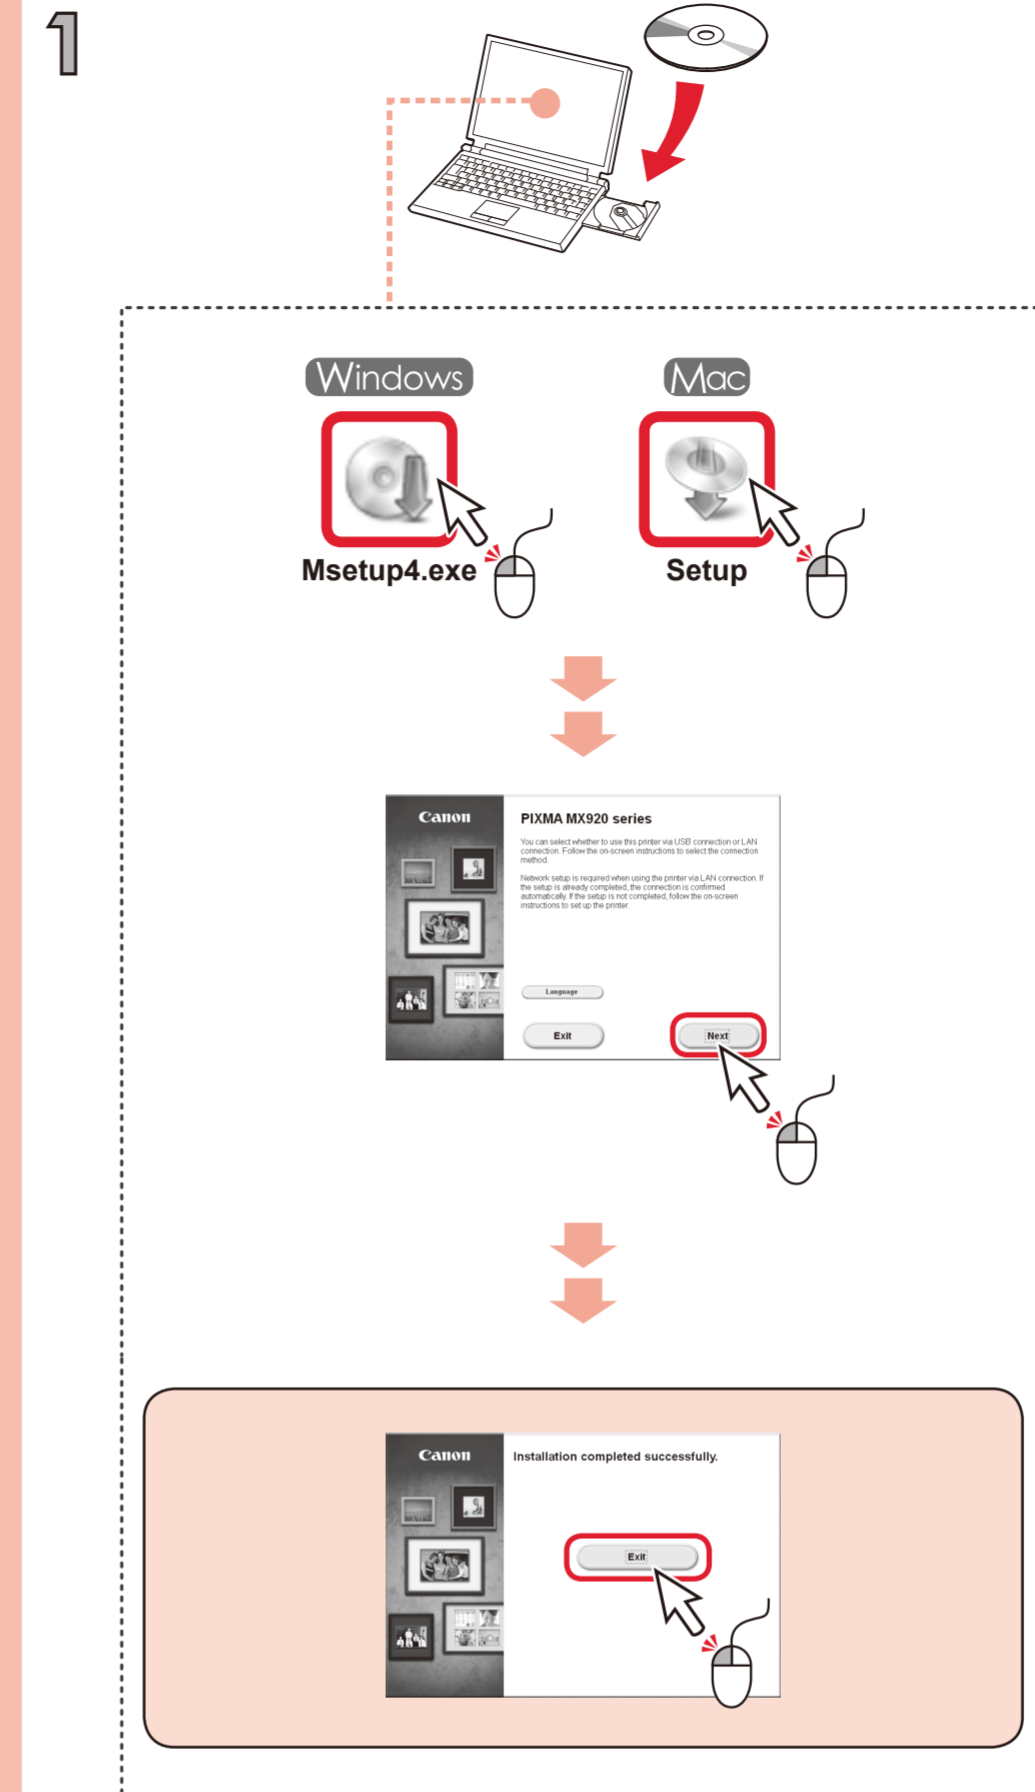 1
Windows
Mac
Msetup4.exe
Setup
Canon
PIXMA MX920 series
You can select whether to use this printer via USB connection or LAN
connection. Follow the on-screen instructions to select the connection
method.
Network setup is required when using the printer via LAN connection. If
the setup is already completed, the connection is confirmed
automatically. If the setup is not completed, follow the on-screen
instructions to set up the printer.
Language
Exit
Next
Canon
Installation completed successfully.
Exit